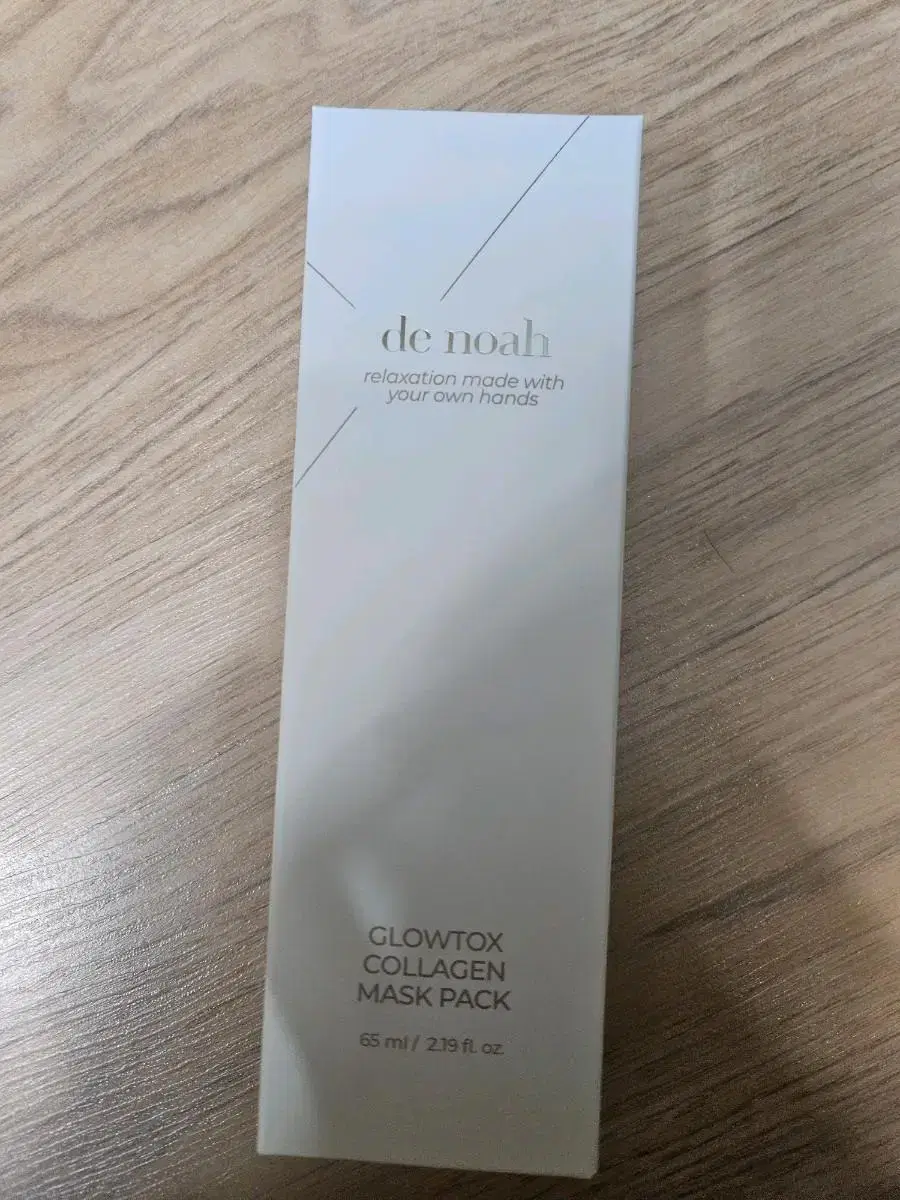 de noah
relaxation made with
your own hands
GLOWTOX
COLLAGEN
MASK PACK
65 ml / 2.19 fl. oz.